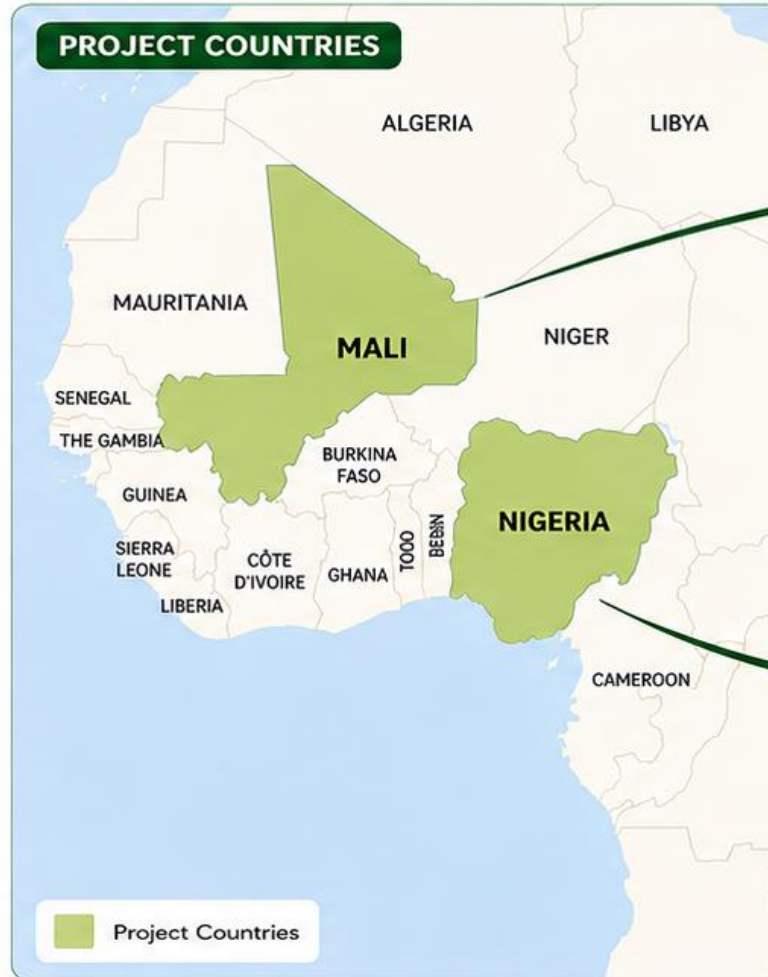 PROJECT COUNTRIES
ALGERIA
LIBYA
MAURITANIA
MALI
NIGER
SENEGAL
THE GAMBIA
BURKINA
FASO
GUINEA
NIGERIA
TOOO
SIERRA
LEONE
CÔTE
D'IVOIRE
GHANA
LIBERIA
CAMEROON
Project Countries